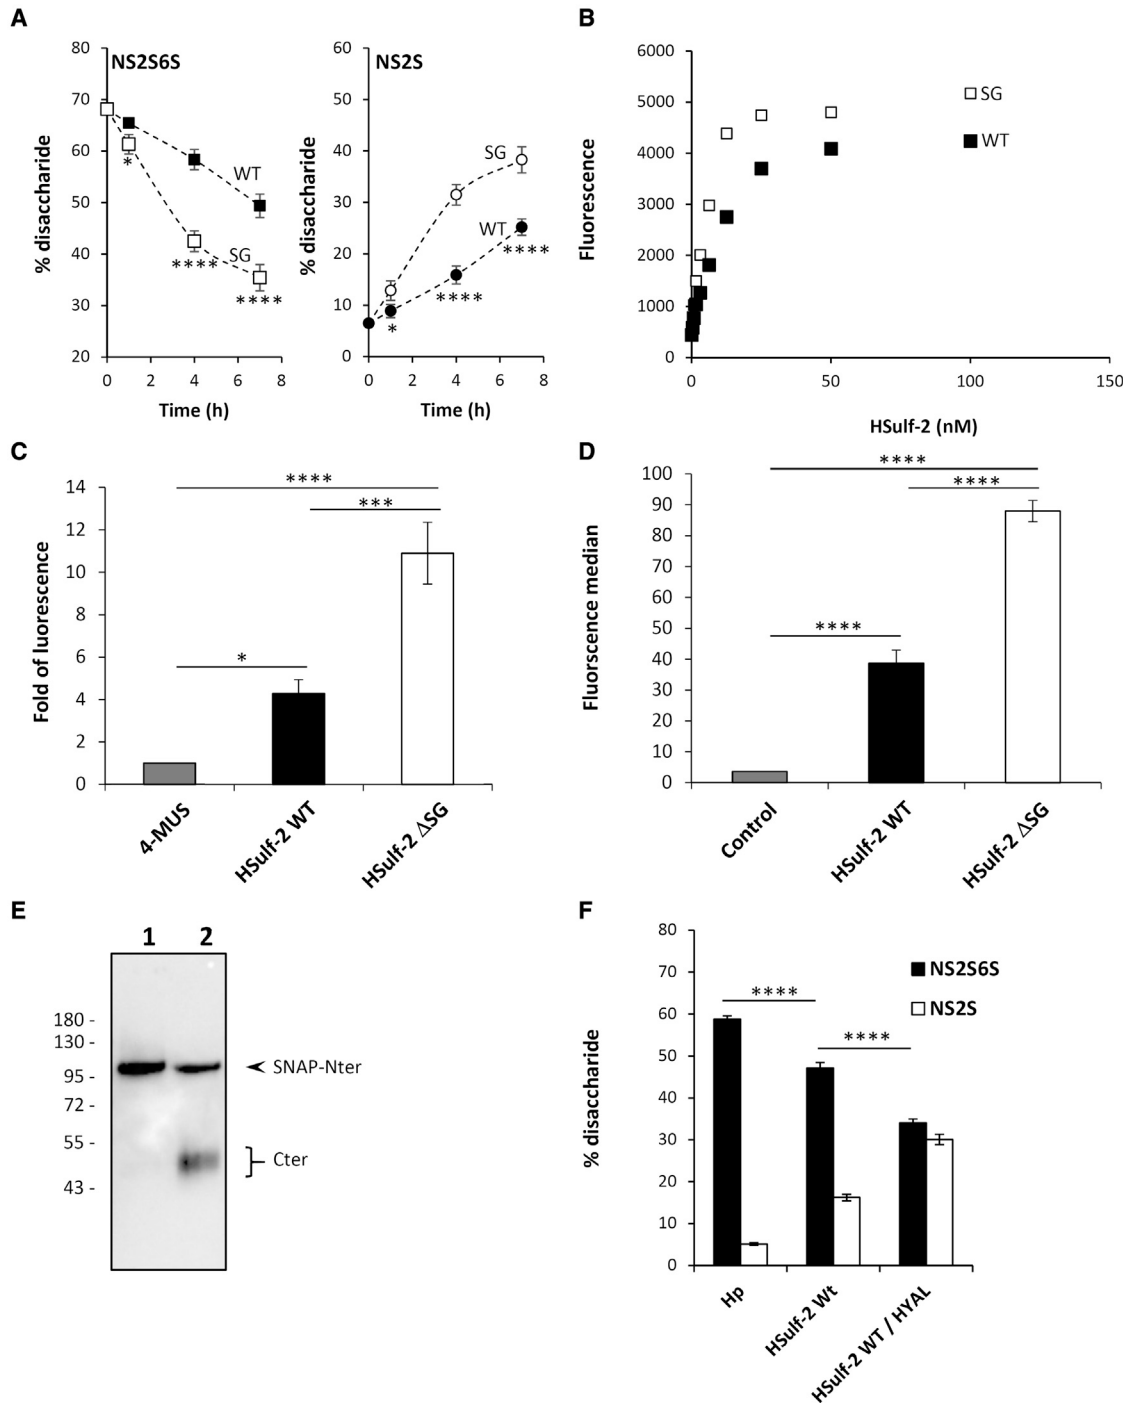 A
80
70
60
50
40
30
20
% disaccharide
NS2S6S
WT
SG
*
****
****
0 2 4 6 8
Time (h)
60
50
40
30
20
10
0
% disaccharide
NS2S
SG
WT
*
****
****
0 2 4 6 8
Time (h)
B
6000
5000
4000
3000
2000
1000
0
Fluorescence
SG
WT
0 50 100 150
HSulf-2 (nM)
C
14
12
10
8
6
4
2
0
Fold of luorescence
****
***
*
4-MUS
HSulf-2 WT
HSulf-2 ΔSG
D
100
90
80
70
60
50
40
30
20
10
0
Fluorscence median
****
****
****
Control
HSulf-2 WT
HSulf-2 ΔSG
E
1 2
180 -
130 -
95 -
72 -
55 -
43 -
SNAP-Nter
Cter
F
80
70
60
50
40
30
20
10
0
% disaccharide
NS2S6S
NS2S
****
****
Hp
HSulf-2 Wt
HSulf-2 WT / HYAL